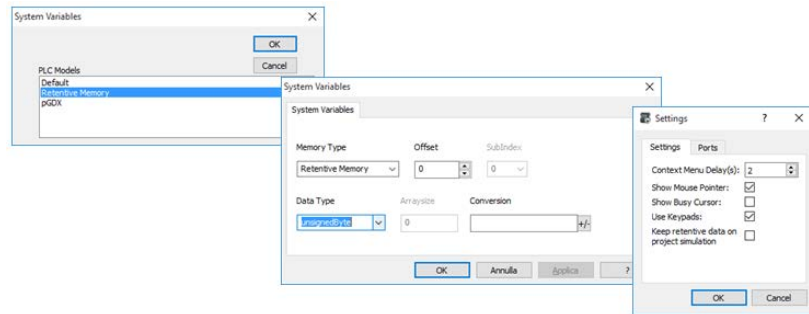 System Variables
OK
Cancel
PLC Models
Default
Retentive Memory
pGDX
System Variables
System Variables
Memory Type Offset SubIndex
Retentive Memory 0 0
Data Type Arraysize Conversion
unsignedByte 0 +/-
OK Annulla Applica ?
Settings ?
Settings Ports
Context Menu Delay(s): 2
Show Mouse Pointer:
Show Busy Cursor:
Use Keypads:
Keep retentive data on
project simulation
OK Cancel